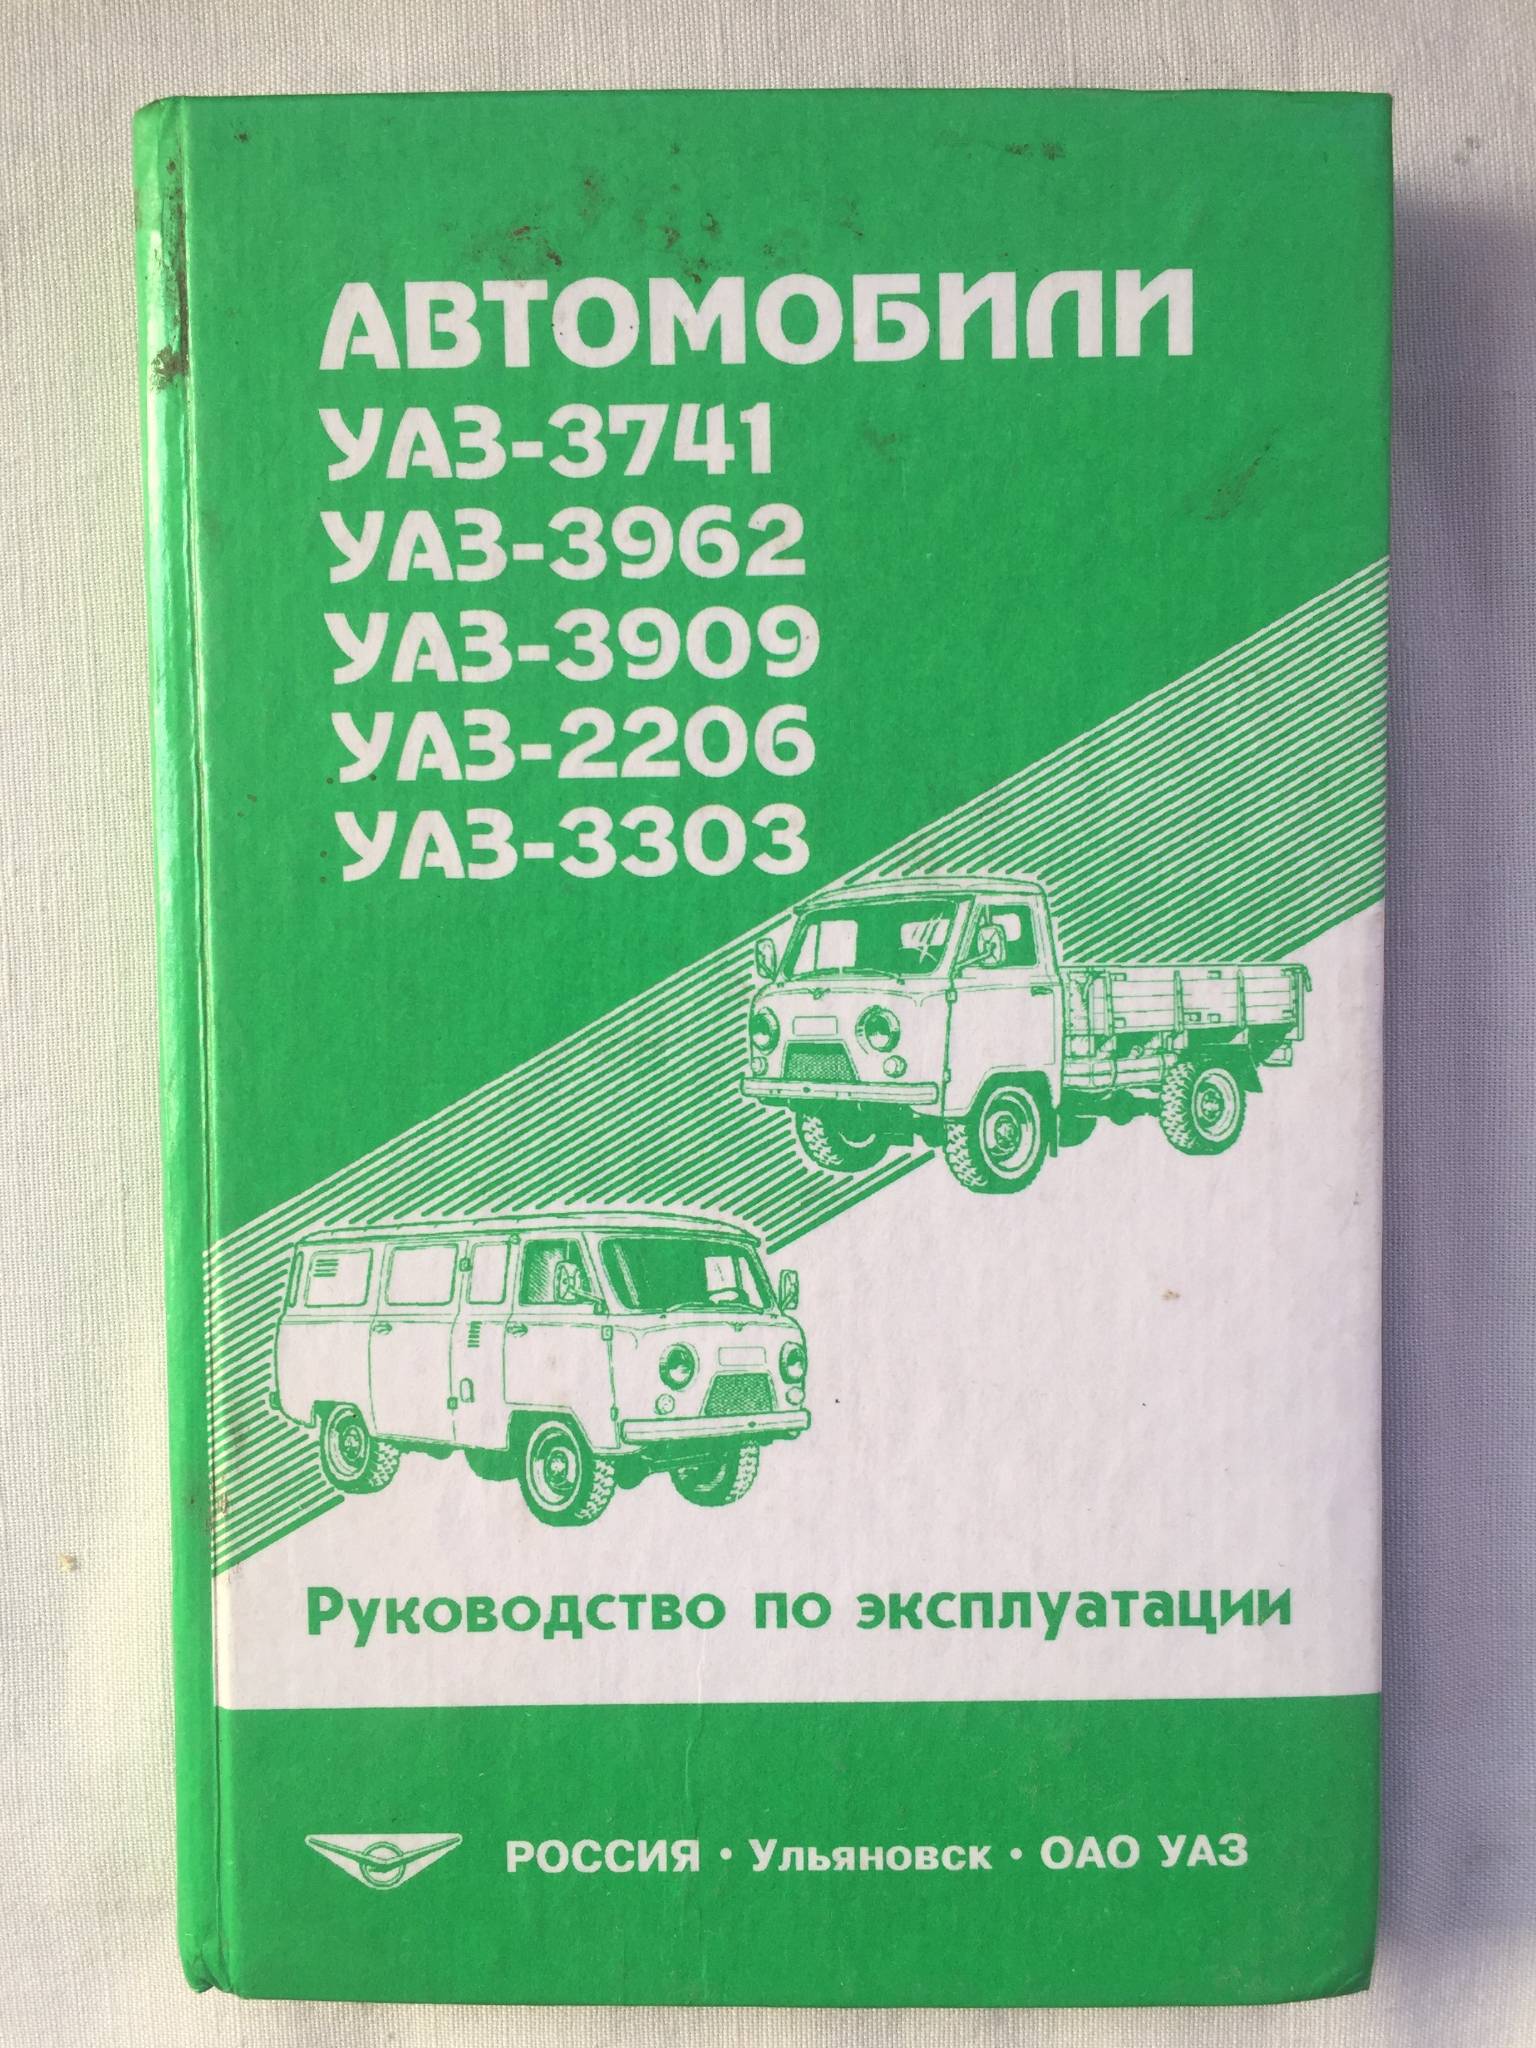 АВТОМОБИЛИ
УАЗ-3741
УАЗ-3962
УАЗ-3909
УАЗ-2206
УАЗ-3303
Руководство по эксплуатации
РОССИЯ • Ульяновск • ОАО УАЗ